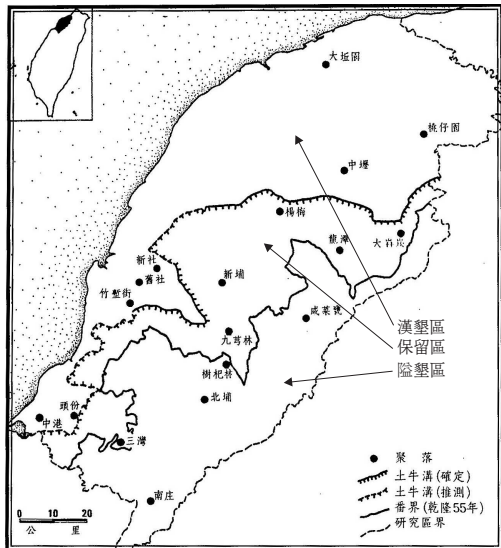 大坵園
桃仔園
中壢
楊梅
龍潭
大嵙崁
新社
舊社
新埔
竹塹街
咸菜甕
九芎林
漢墾區
保留區
隘墾區
樹杞林
北埔
頭份
中港
三灣
南庄
聚 落
土牛溝(確定)
土牛溝(推測)
番界(乾隆55年)
研究區界
0 10 20
公 里